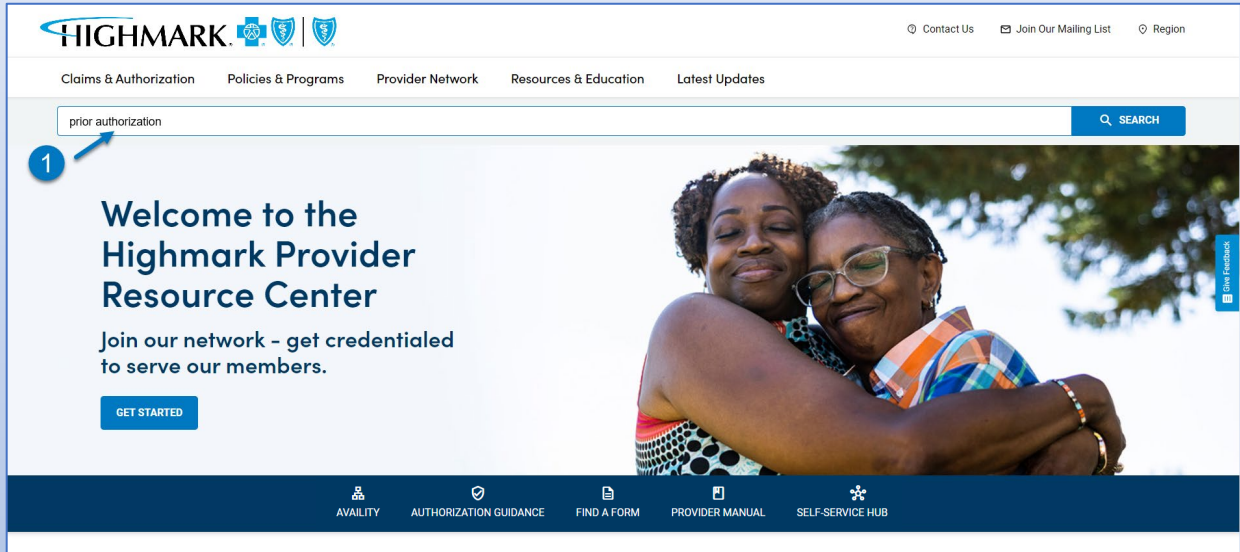 HIGHMARK
Contact Us Join Our Mailing List Region
Claims & Authorization Policies & Programs Provider Network Resources & Education Latest Updates
prior authorization SEARCH
1
Welcome to the
Highmark Provider
Resource Center
Join our network - get credentialed
to serve our members.
GET STARTED
Give Feedback
AVAILITY AUTHORIZATION GUIDANCE FIND A FORM PROVIDER MANUAL SELF-SERVICE HUB